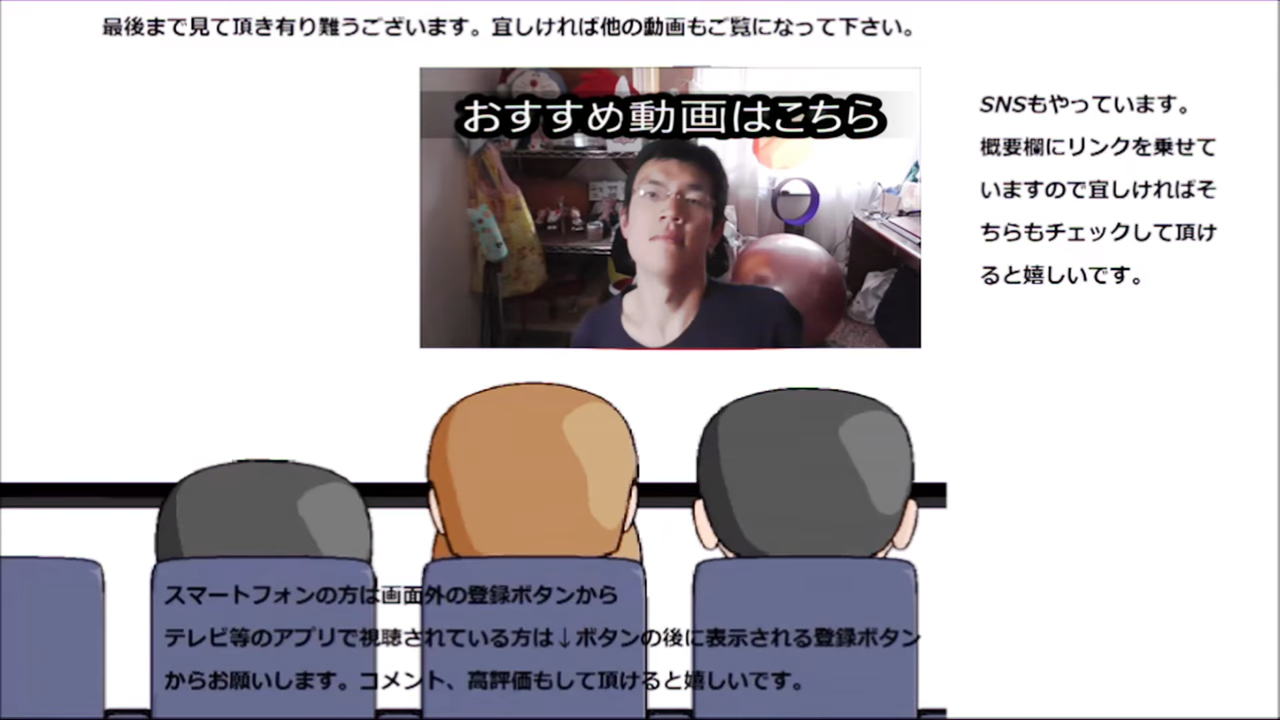 最後まで見て頂き有り難うございます。宜しければ他の動画もご覧になって下さい。
おすすめ動画はこちら
SNSもやっています。
概要欄にリンクを乗せて
いますので宜しければそ
ちらもチェックして頂け
ると嬉しいです。
スマートフォンの方は画面外の登録ボタンから
テレビ等のアプリで視聴されている方は↓ボタンの後に表示される登録ボタン
からお願いします。コメント、高評価もして頂けると嬉しいです。